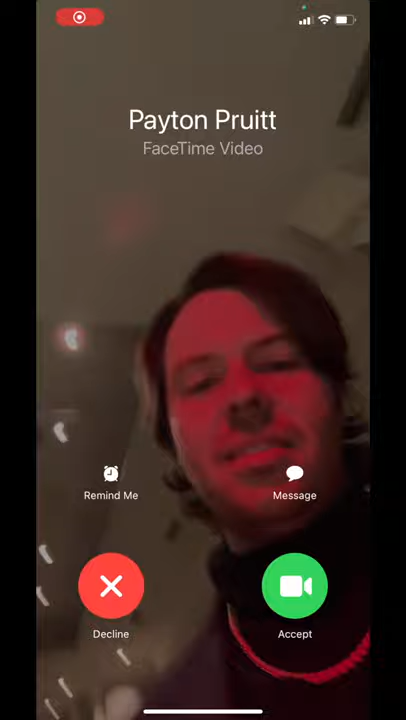 Payton Pruitt
FaceTime Video
Remind Me
Message
Decline
Accept